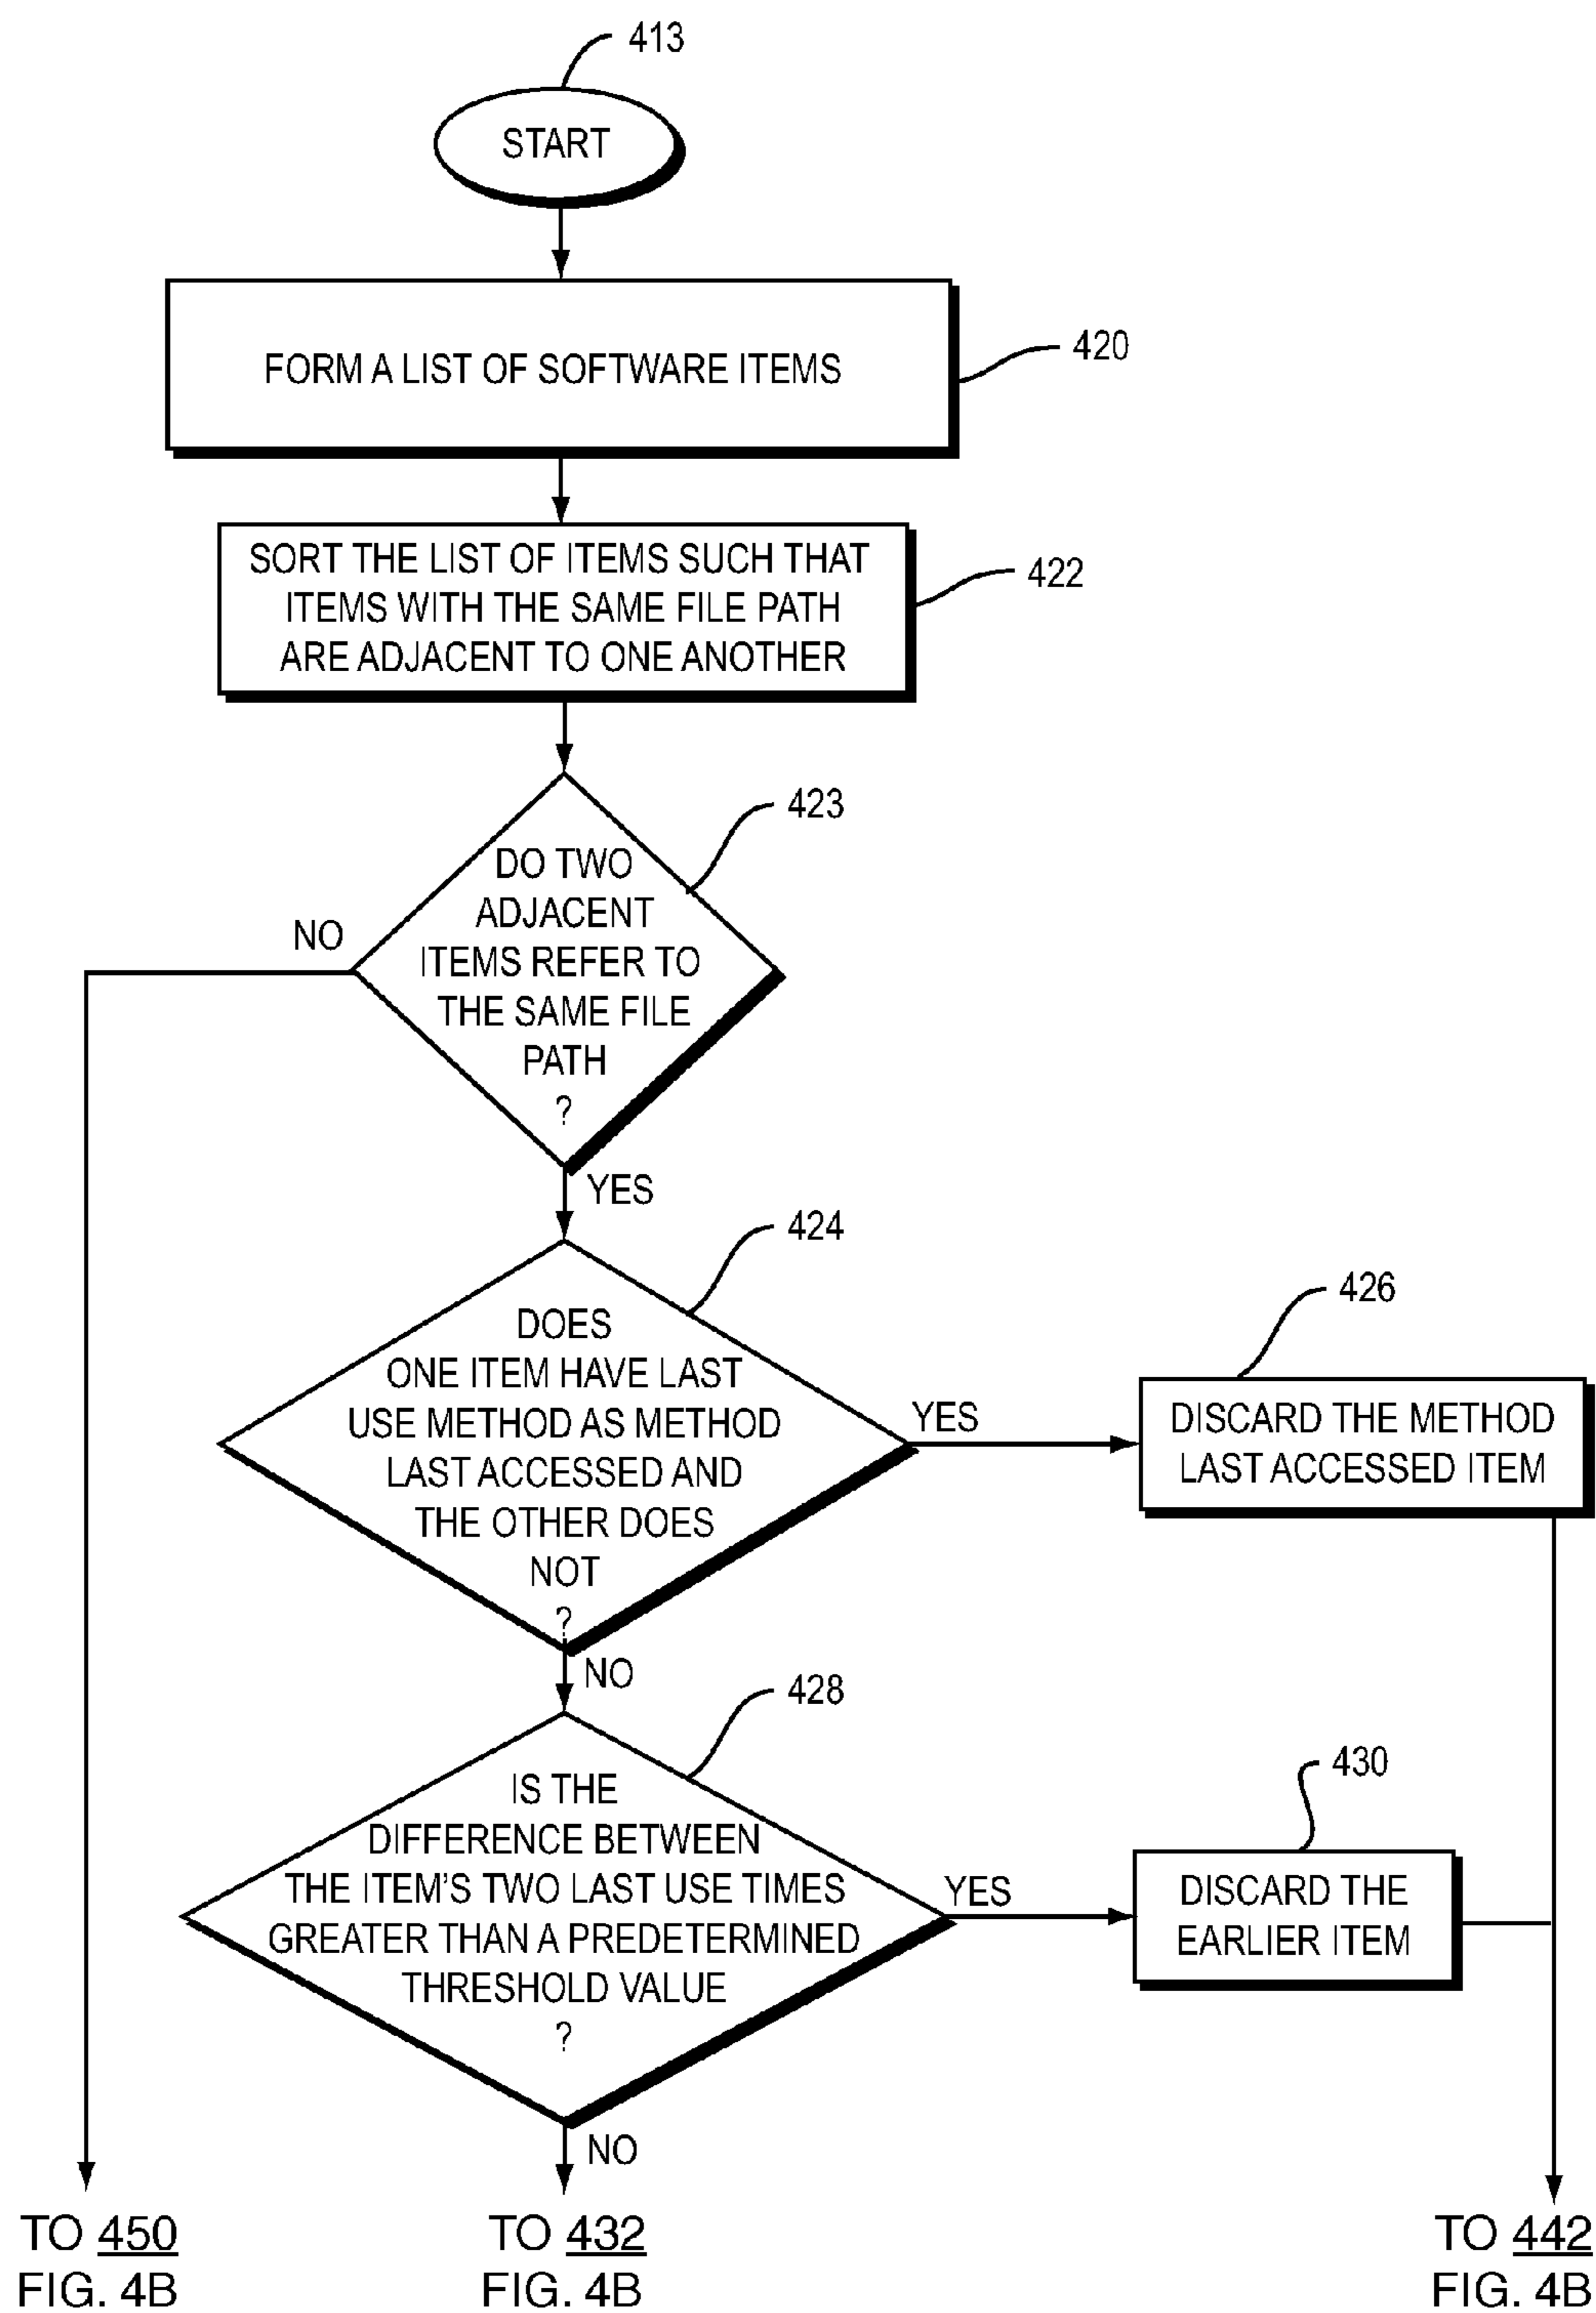 413
START
FORM A LIST OF SOFTWARE ITEMS
420
SORT THE LIST OF ITEMS SUCH THAT
ITEMS WITH THE SAME FILE PATH
ARE ADJACENT TO ONE ANOTHER
422
423
DO TWO
ADJACENT
ITEMS REFER TO
THE SAME FILE
PATH
?
NO
YES
424
DOES
ONE ITEM HAVE LAST
USE METHOD AS METHOD
LAST ACCESSED AND
THE OTHER DOES
NOT
?
YES
426
DISCARD THE METHOD
LAST ACCESSED ITEM
NO
428
IS THE
DIFFERENCE BETWEEN
THE ITEM'S TWO LAST USE TIMES
GREATER THAN A PREDETERMINED
THRESHOLD VALUE
?
YES
430
DISCARD THE
EARLIER ITEM
NO
TO 450
FIG. 4B
TO 432
FIG. 4B
TO 442
FIG. 4B